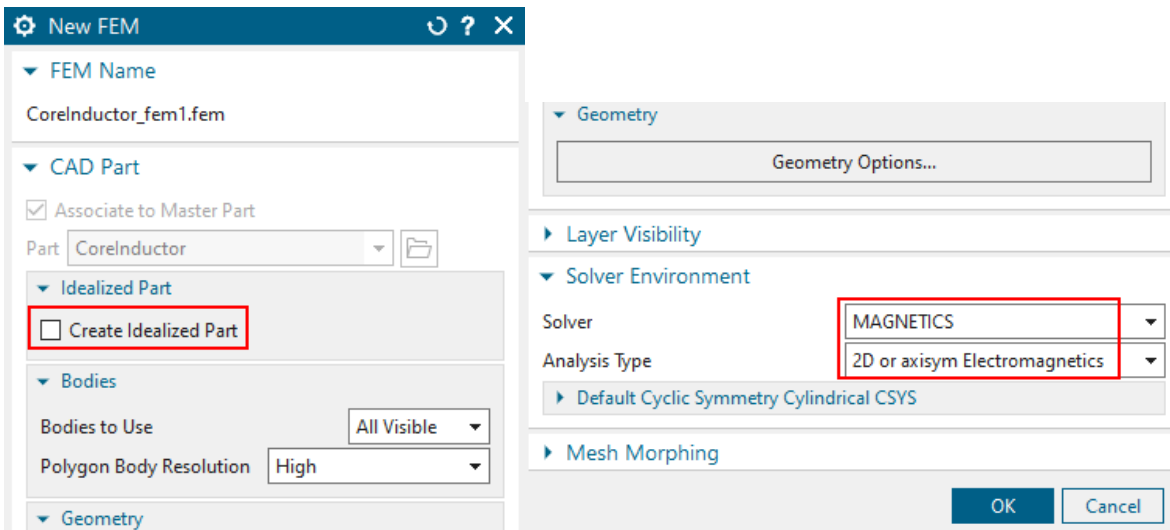 New FEM
?
FEM Name
CoreInductor_fem1.fem
CAD Part
Associate to Master Part
Part CoreInductor
Idealized Part
Create Idealized Part
Bodies
Bodies to Use All Visible
Polygon Body Resolution High
Geometry
Geometry
Geometry Options...
Layer Visibility
Solver Environment
Solver MAGNETICS
Analysis Type 2D or axisym Electromagnetics
Default Cyclic Symmetry Cylindrical CSYS
Mesh Morphing
OK Cancel